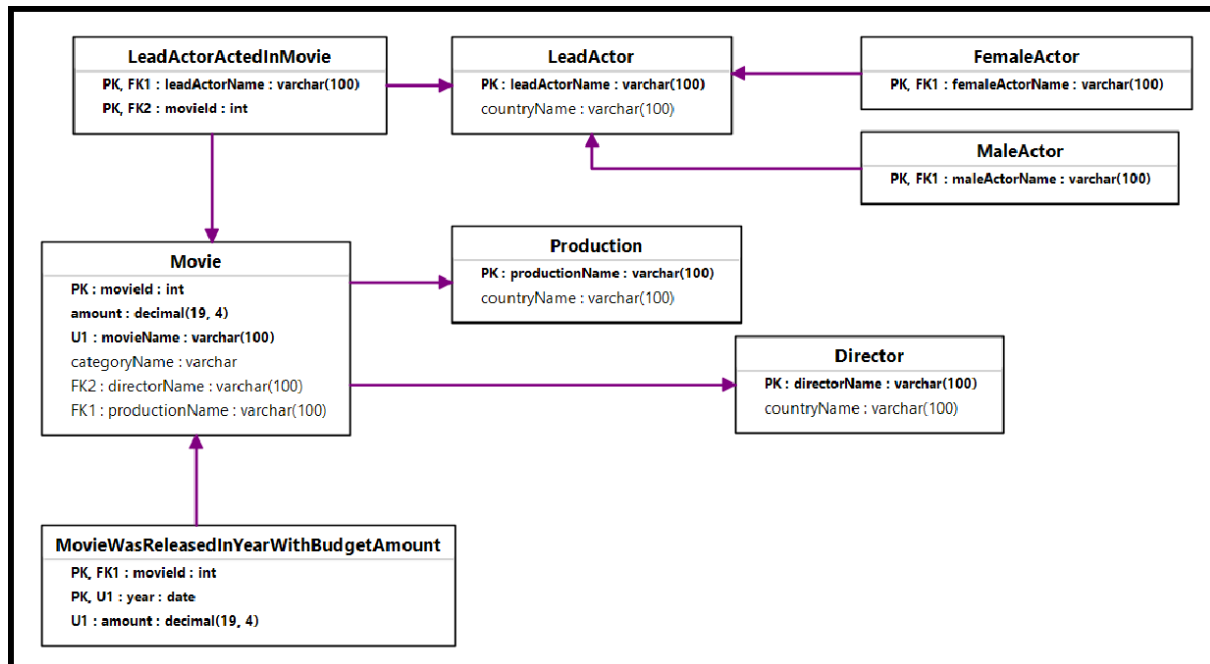 LeadActorActedInMovie
PK, FK1 : leadActorName : varchar(100)
PK, FK2 : movieId : int
LeadActor
PK : leadActorName : varchar(100)
countryName : varchar(100)
FemaleActor
PK, FK1 : femaleActorName : varchar(100)
MaleActor
PK, FK1 : maleActorName : varchar(100)
Movie
PK : movieId : int
amount : decimal(19, 4)
U1 : movieName : varchar(100)
categoryName : varchar
FK2 : directorName : varchar(100)
FK1 : productionName : varchar(100)
Production
PK : productionName : varchar(100)
countryName : varchar(100)
Director
PK : directorName : varchar(100)
countryName : varchar(100)
MovieWasReleasedInYearWithBudgetAmount
PK, FK1 : movieId : int
PK, U1 : year : date
U1 : amount : decimal(19, 4)